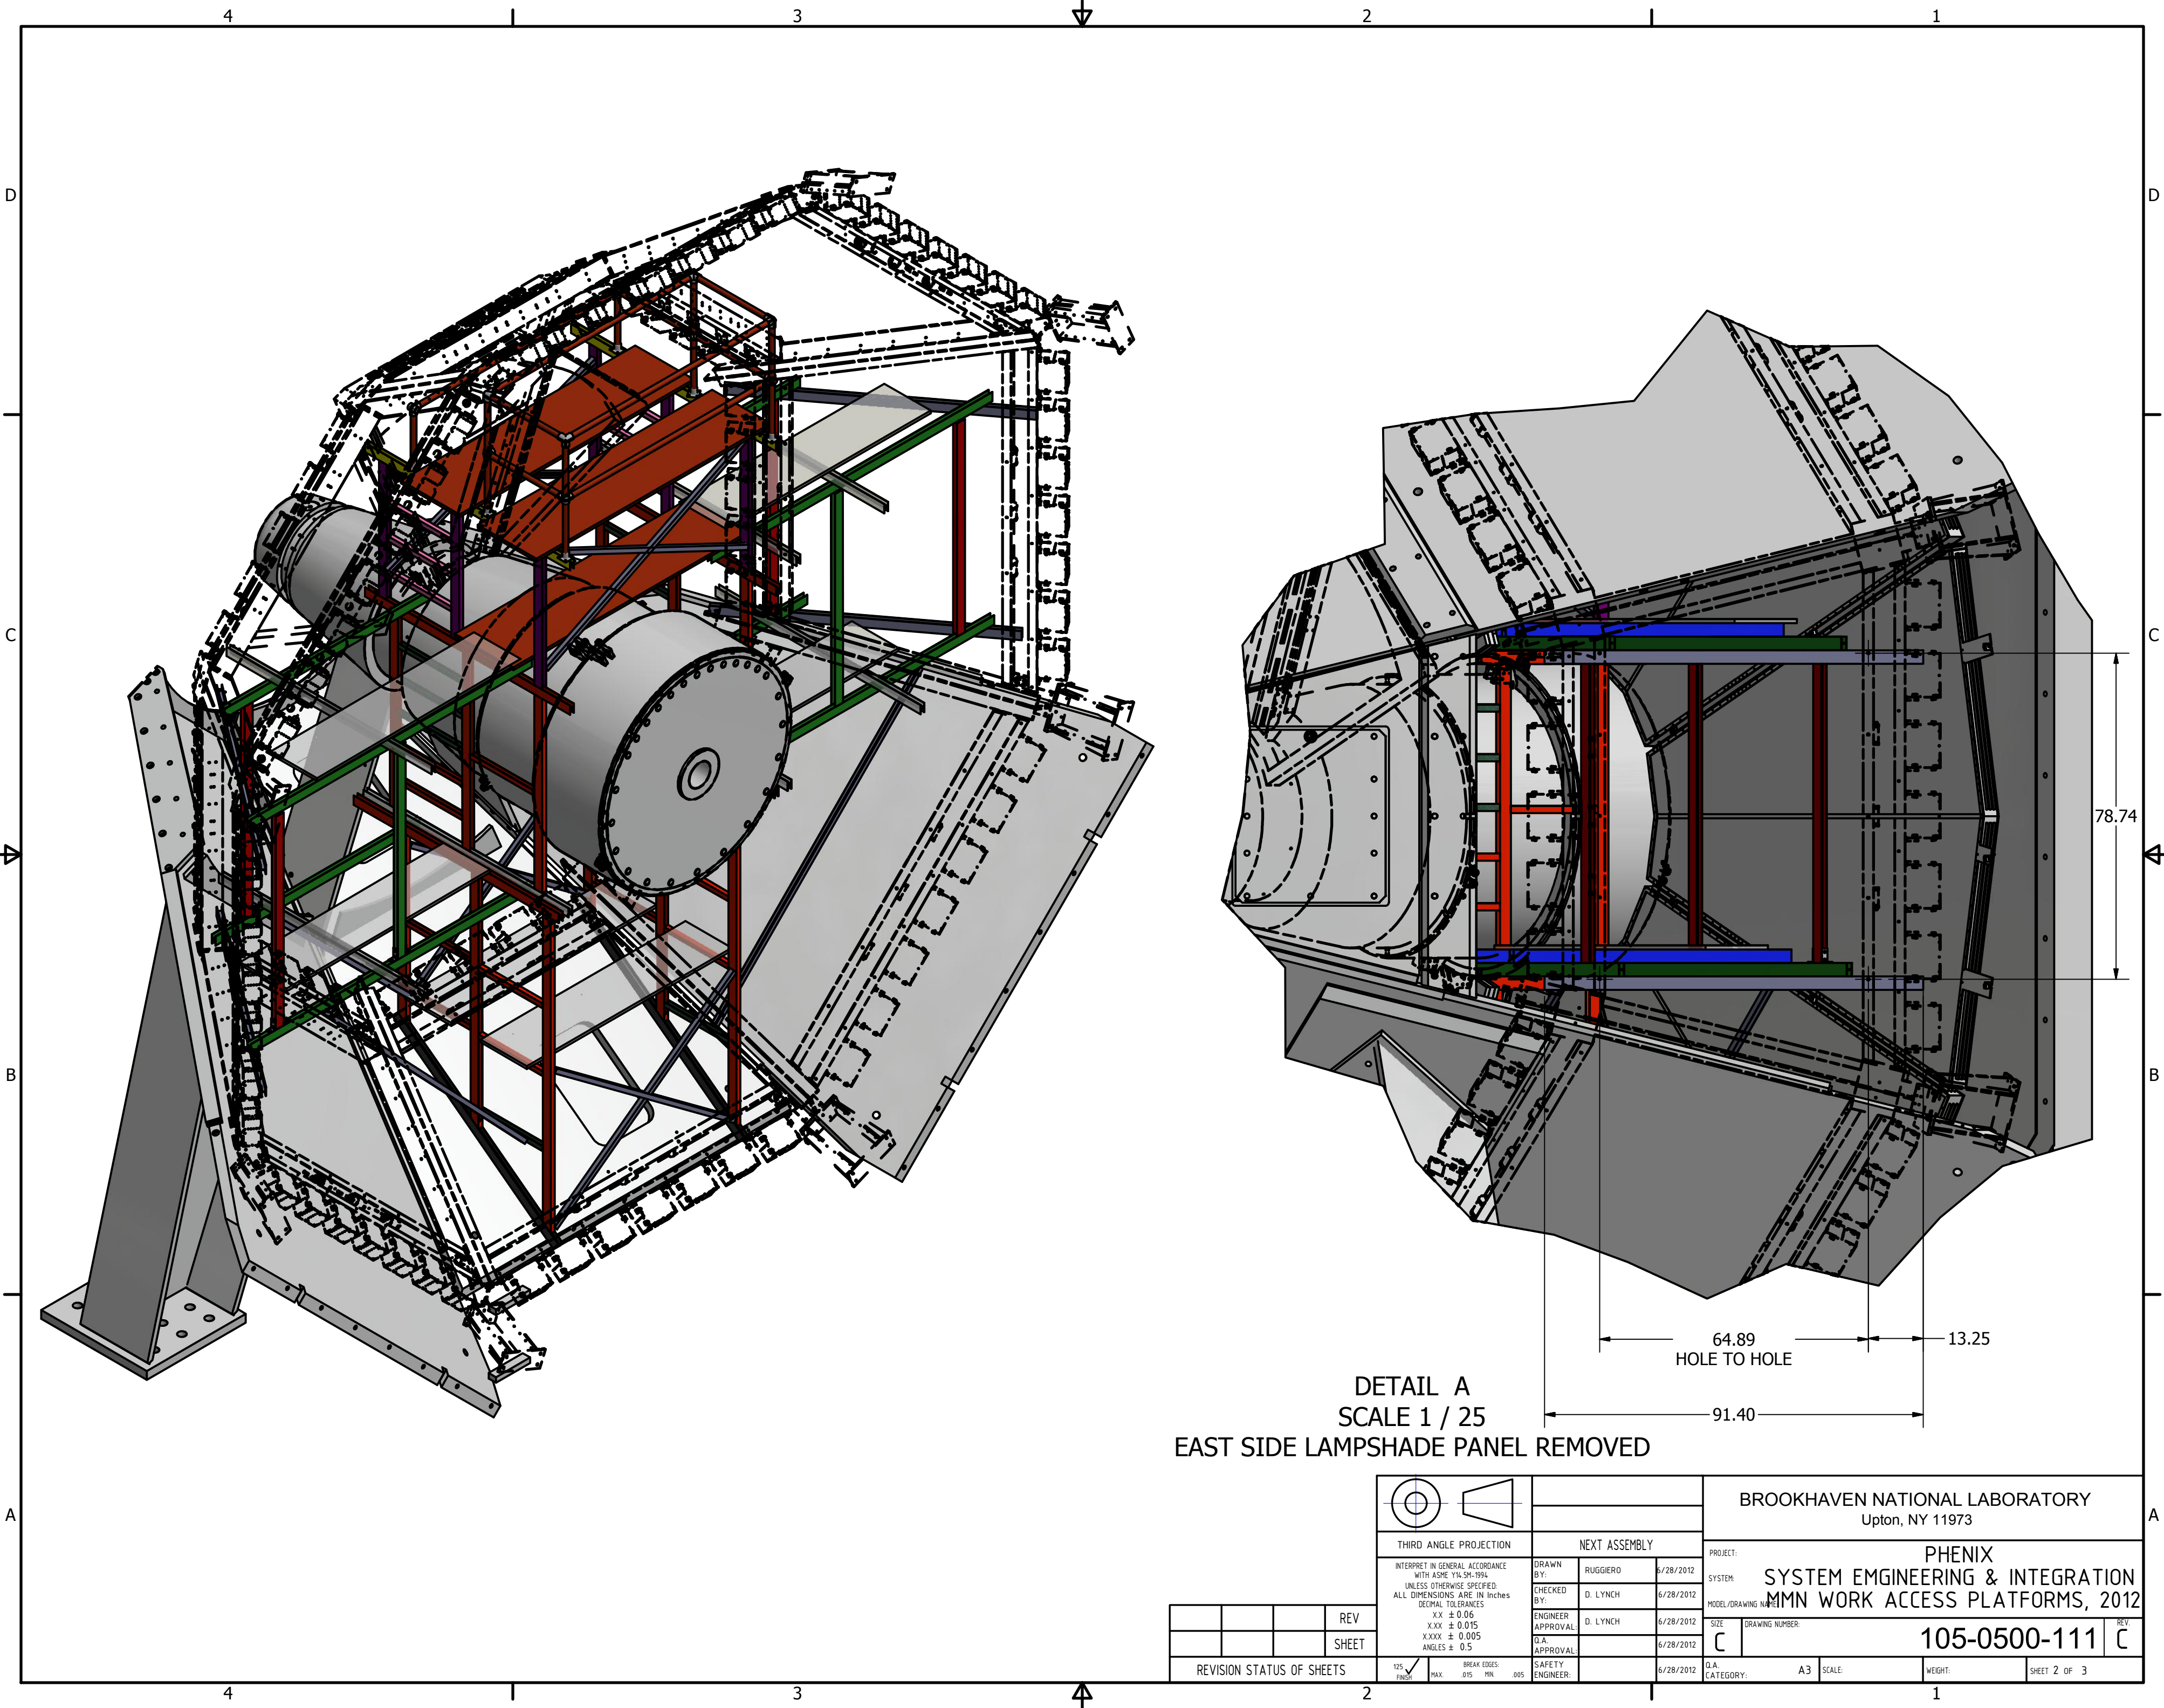 4
3
2
1
D
D
C
C
B
B
A
A
4
3
2
1
78.74
64.89
HOLE TO HOLE
13.25
91.40
DETAIL A
SCALE 1 / 25
EAST SIDE LAMPSHADE PANEL REMOVED
THIRD ANGLE PROJECTION
INTERPRET IN GENERAL ACCORDANCE
WITH ASME Y14.5M-1994
UNLESS OTHERWISE SPECIFIED:
ALL DIMENSIONS ARE IN Inches
DECIMAL TOLERANCES
X.X ± 0.06
X.XX ± 0.015
X.XXX ± 0.005
ANGLES ± 0.5
125
FINISH
BREAK EDGES:
MAX. .015 MIN. .005
REV
SHEET
REVISION STATUS OF SHEETS
NEXT ASSEMBLY
DRAWN BY: RUGGIERO 6/28/2012
CHECKED BY: D. LYNCH 6/28/2012
ENGINEER APPROVAL: D. LYNCH 6/28/2012
Q.A. APPROVAL: 6/28/2012
SAFETY ENGINEER: 6/28/2012
BROOKHAVEN NATIONAL LABORATORY
Upton, NY 11973
PROJECT: PHENIX
SYSTEM: SYSTEM EMGINEERING & INTEGRATION
MODEL/DRAWING NAME: MMN WORK ACCESS PLATFORMS, 2012
SIZE C
DRAWING NUMBER: 105-0500-111
REV. C
Q.A. CATEGORY: A3
SCALE:
WEIGHT:
SHEET 2 OF 3